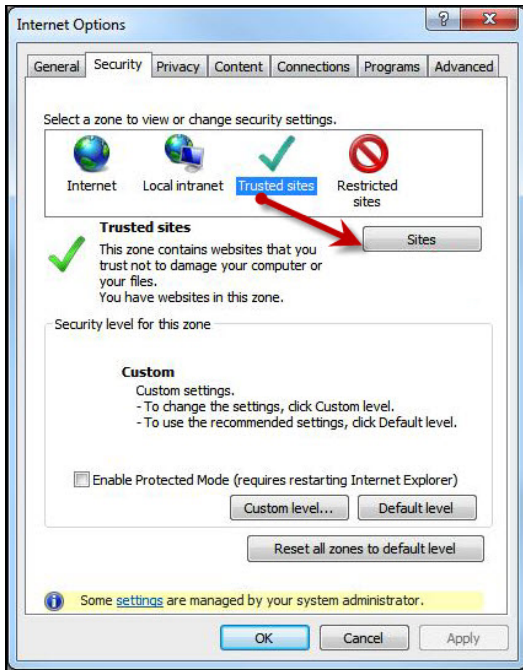 Internet Options
?
X
General Security Privacy Content Connections Programs Advanced
Select a zone to view or change security settings.
Internet Local intranet Trusted sites Restricted
sites
Trusted sites
Sites
This zone contains websites that you
trust not to damage your computer or
your files.
You have websites in this zone.
Security level for this zone
Custom
Custom settings.
- To change the settings, click Custom level.
- To use the recommended settings, click Default level.
Enable Protected Mode (requires restarting Internet Explorer)
Custom level... Default level
Reset all zones to default level
Some settings are managed by your system administrator.
OK Cancel Apply